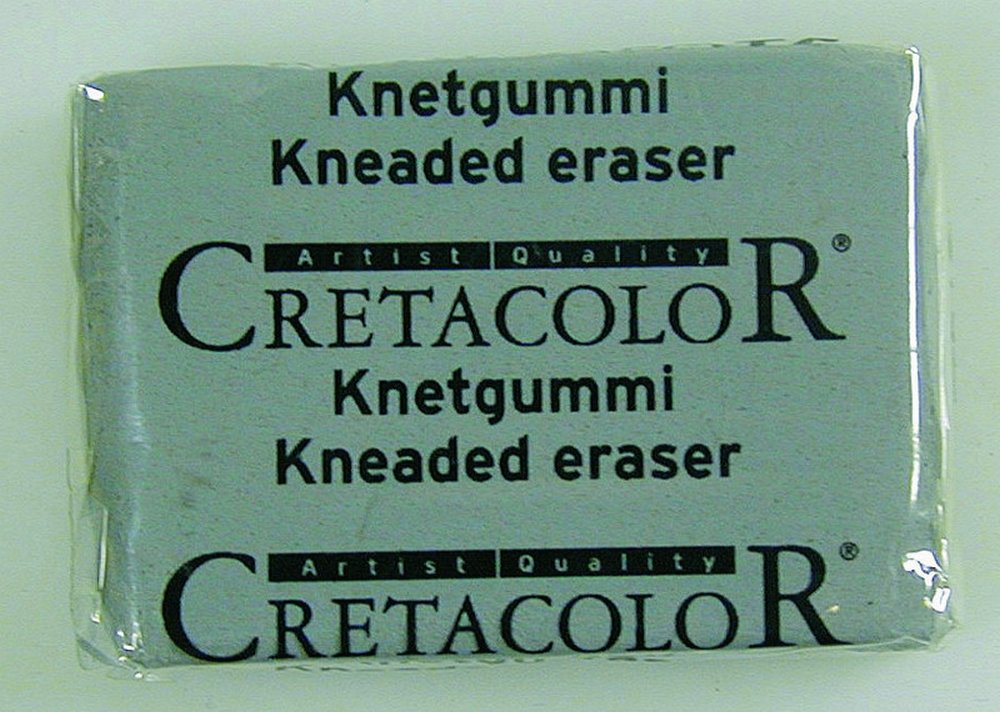 Knetgummi
Kneaded eraser
Artist Quality
CRETACOLOR®
Knetgummi
Kneaded eraser
Artist Quality
CRETACOLOR®